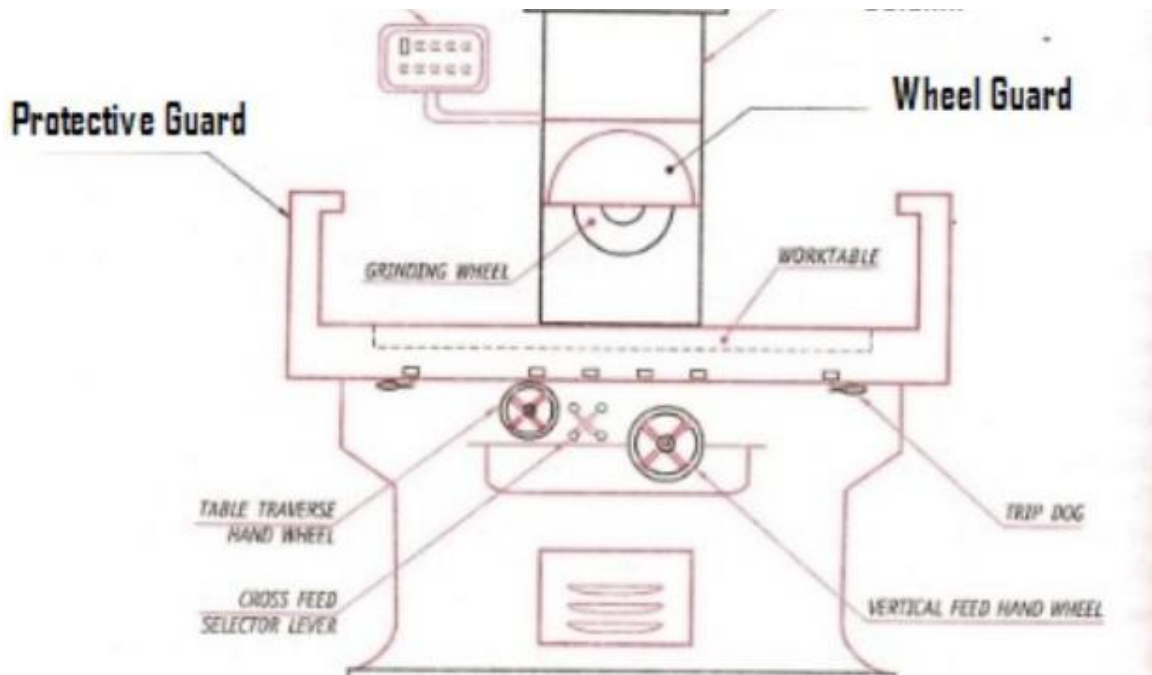 Wheel Guard
Protective Guard
GRINDING WHEEL
WORKTABLE
TABLE TRAVERSE
HAND WHEEL
TRIP DOG
CROSS FEED
SELECTOR LEVER
VERTICAL FEED HAND WHEEL